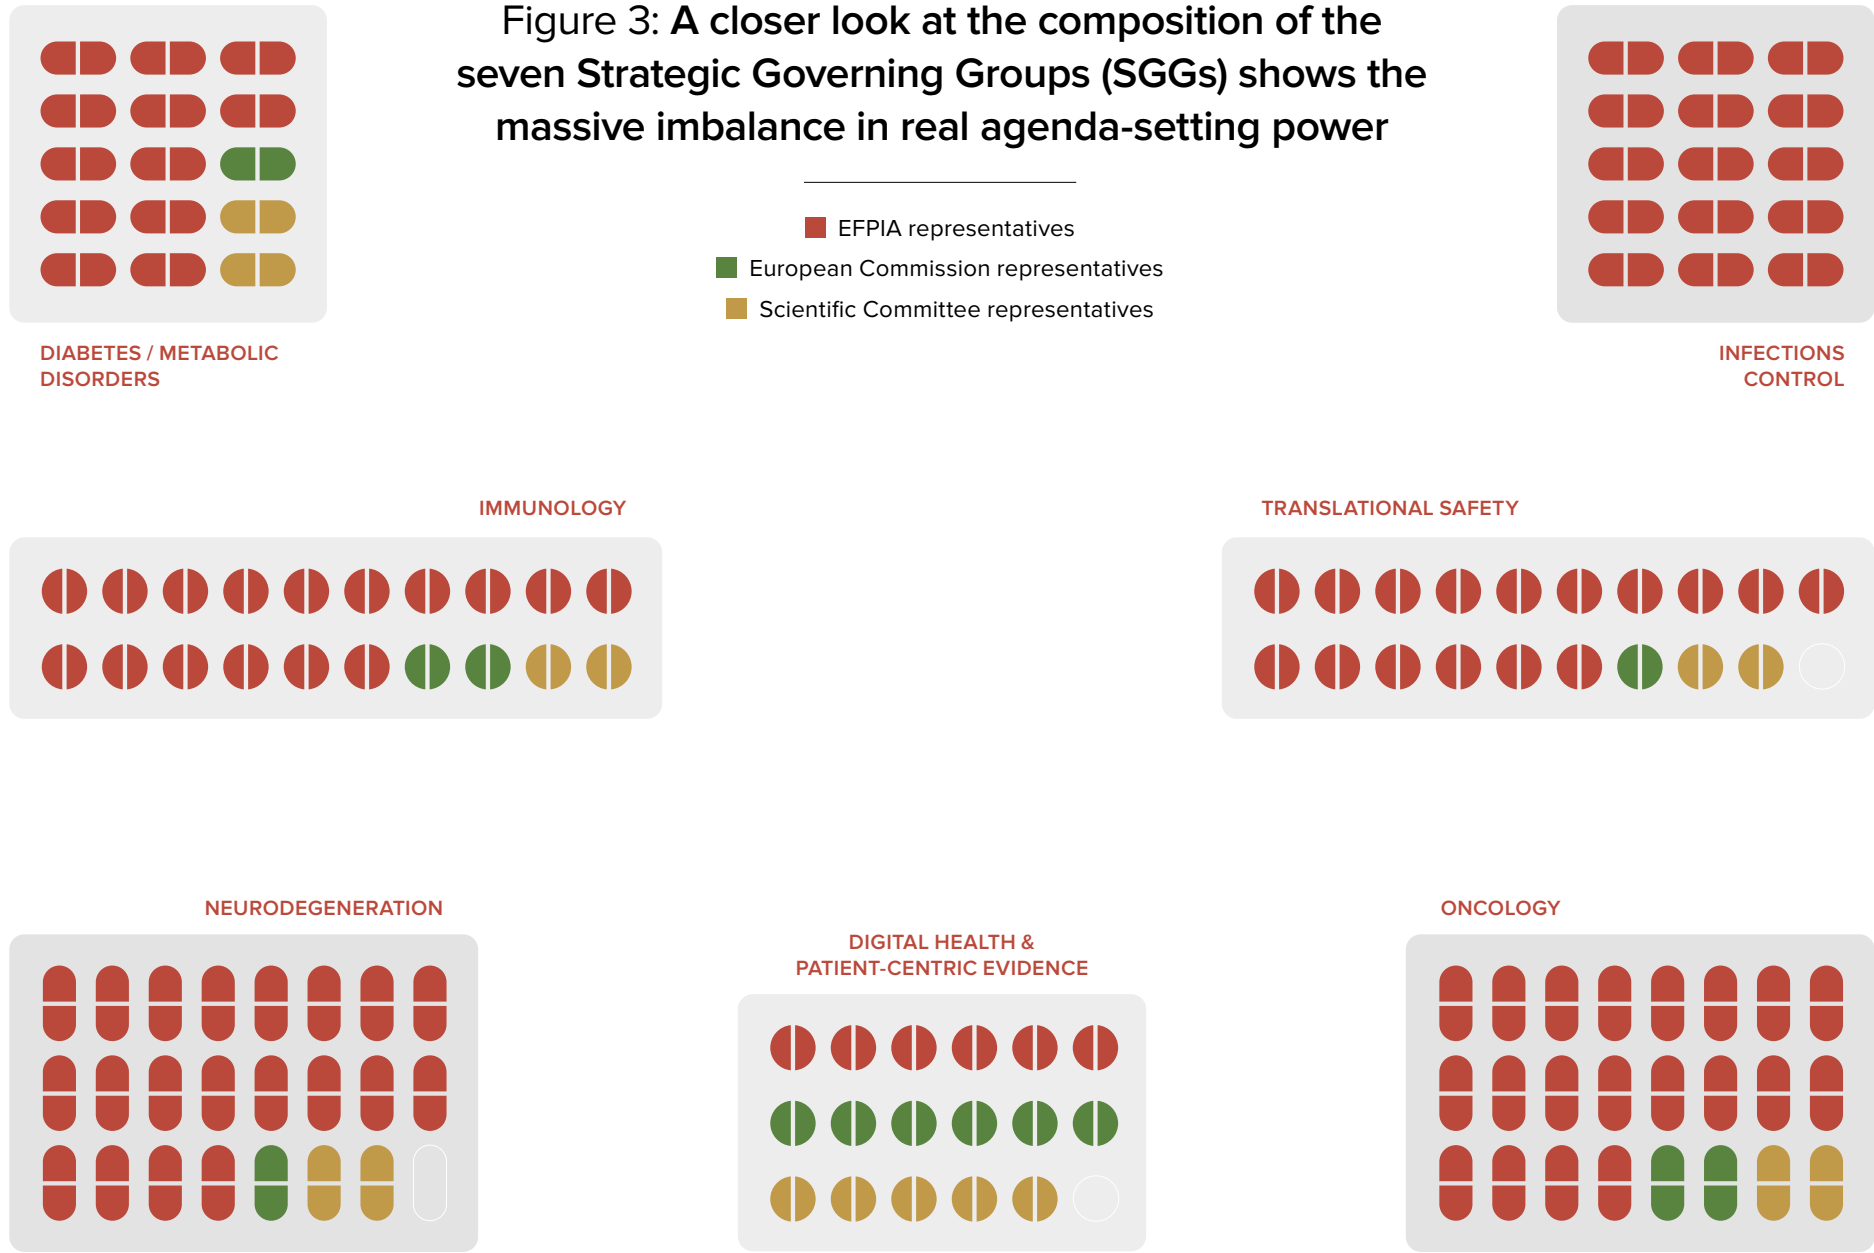 Figure 3: A closer look at the composition of the
seven Strategic Governing Groups (SGGs) shows the
massive imbalance in real agenda-setting power
EFPIA representatives
European Commission representatives
Scientific Committee representatives
DIABETES / METABOLIC
DISORDERS
INFECTIONS
CONTROL
IMMUNOLOGY
TRANSLATIONAL SAFETY
NEURODEGENERATION
DIGITAL HEALTH &
PATIENT-CENTRIC EVIDENCE
ONCOLOGY